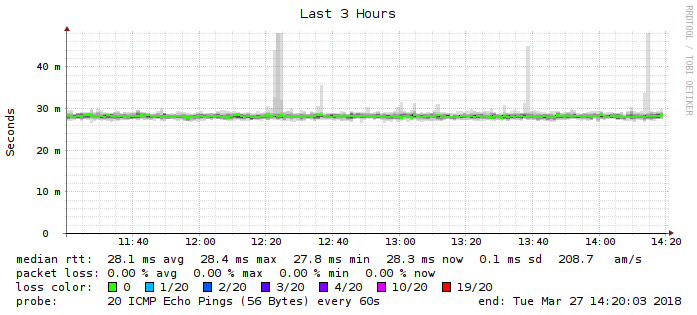 Last 3 Hours
RRDTOOL / TOBI OETIKER
Seconds
40 m
30 m
20 m
10 m
0
11:40 12:00 12:20 12:40 13:00 13:20 13:40 14:00 14:20
median rtt: 28.1 ms avg 28.4 ms max 27.8 ms min 28.3 ms now 0.1 ms sd 208.7 am/s
packet loss: 0.00 % avg 0.00 % max 0.00 % min 0.00 % now
loss color: 0 1/20 2/20 3/20 4/20 10/20 19/20
probe: 20 ICMP Echo Pings (56 Bytes) every 60s end: Tue Mar 27 14:20:03 2018